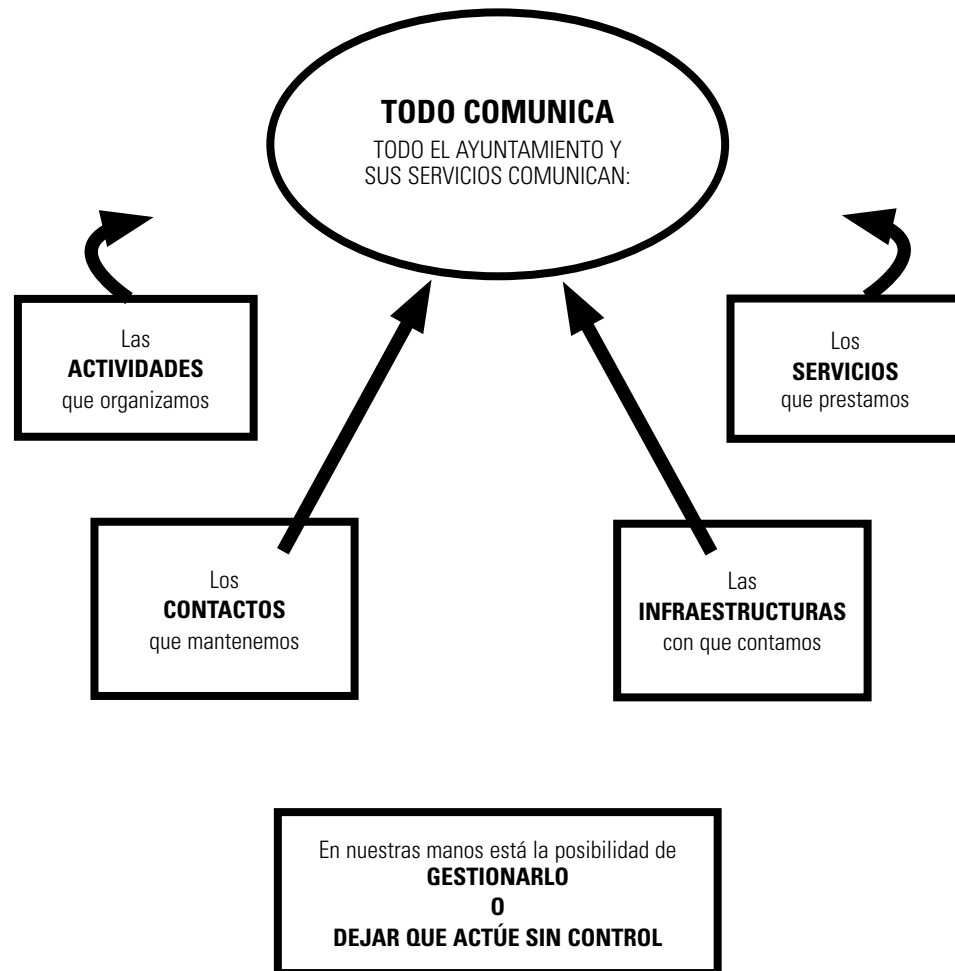 TODO COMUNICA
TODO EL AYUNTAMIENTO Y
SUS SERVICIOS COMUNICAN:
Las
ACTIVIDADES
que organizamos
Los
SERVICIOS
que prestamos
Los
CONTACTOS
que mantenemos
Las
INFRAESTRUCTURAS
con que contamos
En nuestras manos está la posibilidad de
GESTIONARLO
O
DEJAR QUE ACTÚE SIN CONTROL